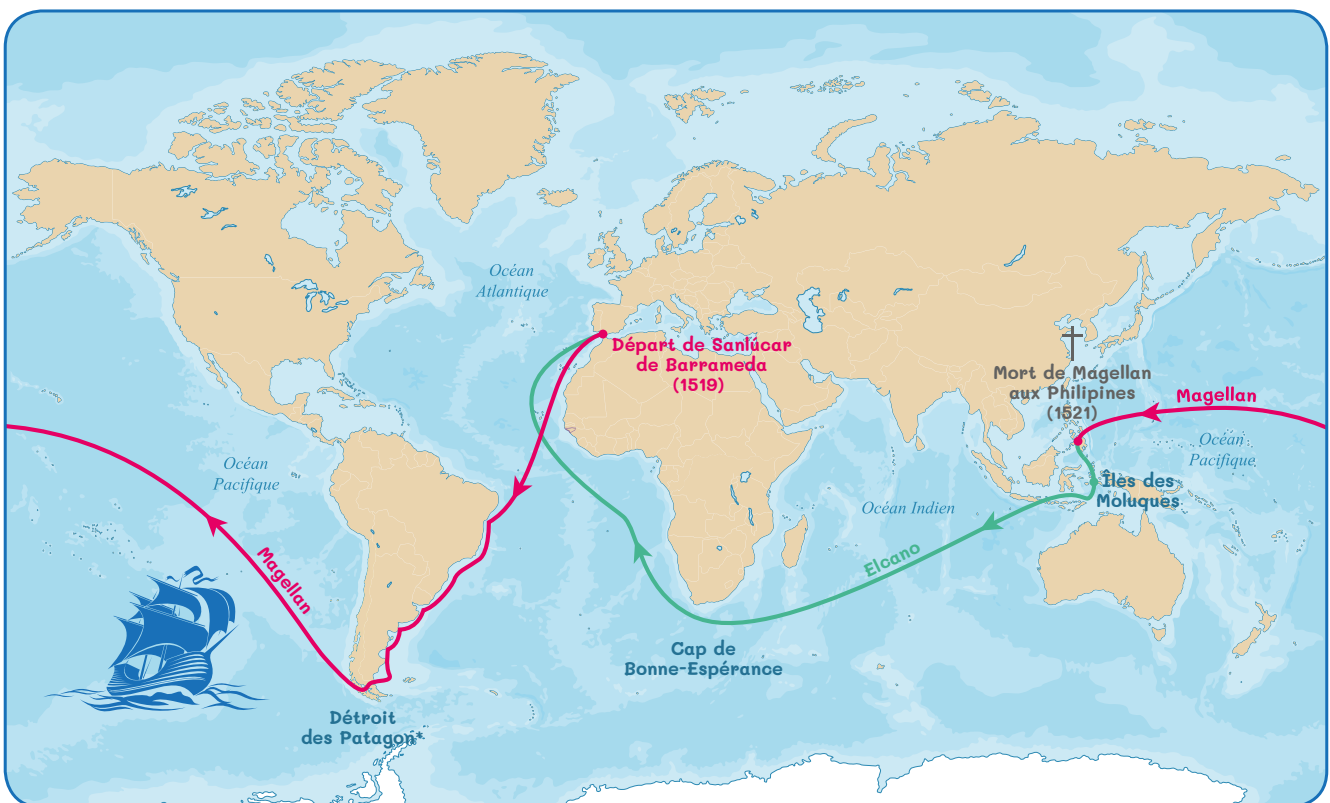 Océan
Atlantique
Départ de Sanlúcar
de Barrameda
(1519)
Mort de Magellan
aux Philipines
(1521)
Magellan
Océan
Pacifique
Océan
Pacifique
Îles des
Moluques
Océan Indien
Elcano
Magellan
Cap de
Bonne-Espérance
Détroit
des Patagon*